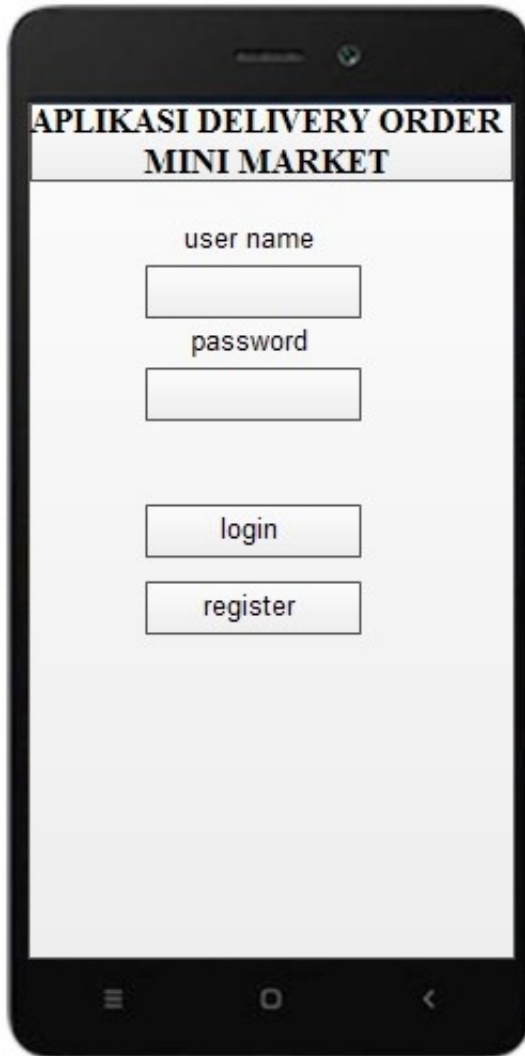 APLIKASI DELIVERY ORDER
MINI MARKET
user name
password
login
register